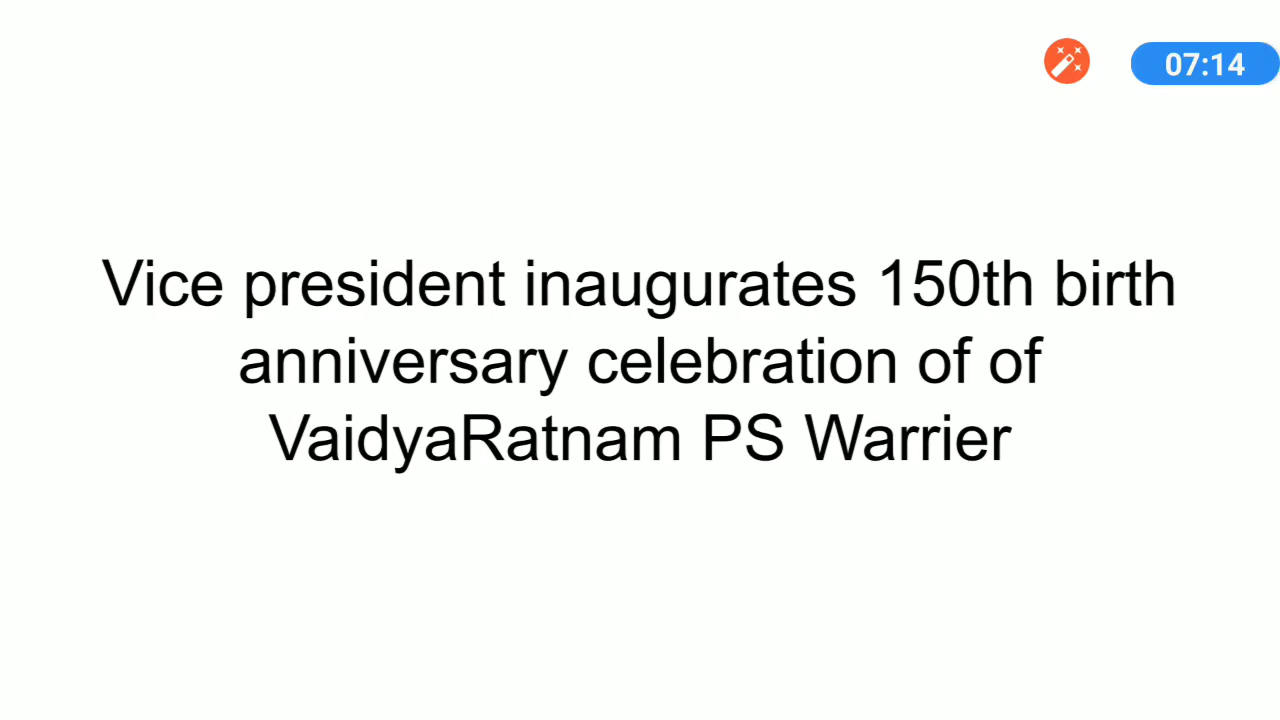 07:14
Vice president inaugurates 150th birth
anniversary celebration of of
VaidyaRatnam PS Warrier